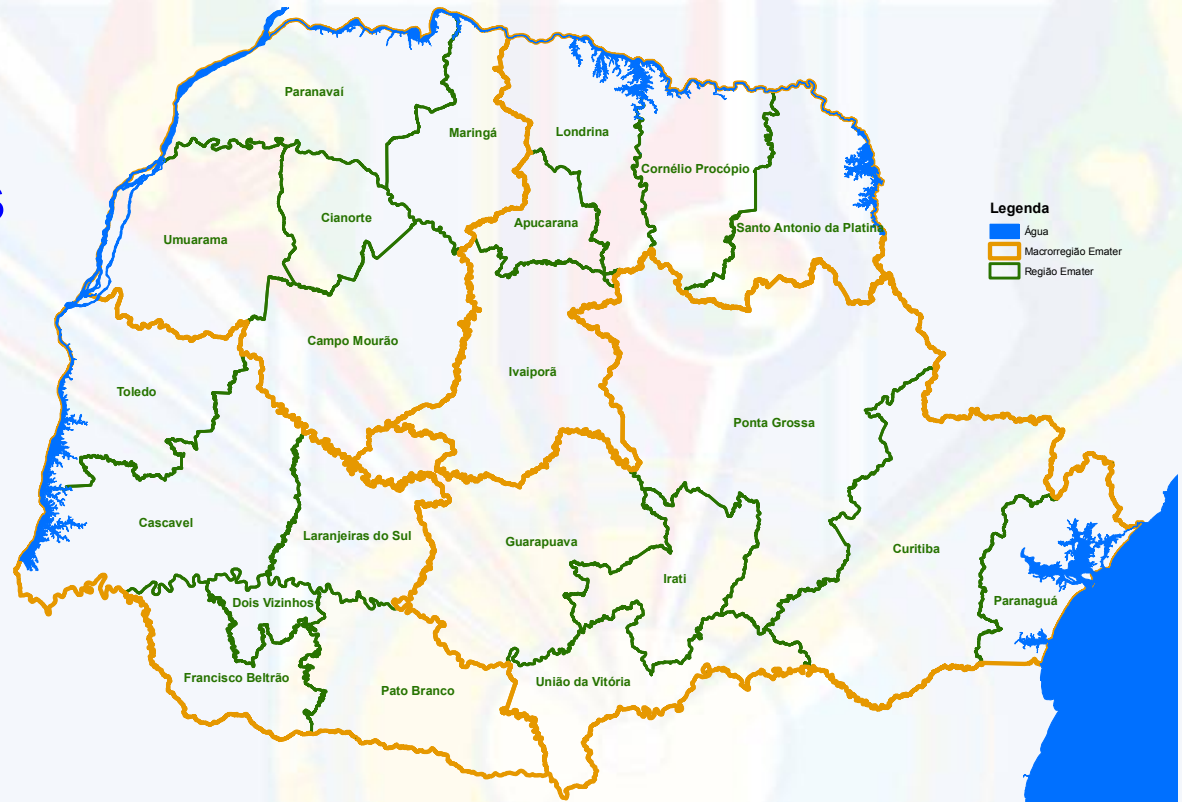 Paranavaí
Maringá
Londrina
Cornélio Procópio
Cianorte
Apucarana
Santo Antonio da Platina
Umuarama
Campo Mourão
Ivaiporã
Toledo
Ponta Grossa
Cascavel
Laranjeiras do Sul
Guarapuava
Irati
Curitiba
Paranaguá
Dois Vizinhos
Francisco Beltrão
Pato Branco
União da Vitória
Legenda
Água
Macrorregião Emater
Região Emater